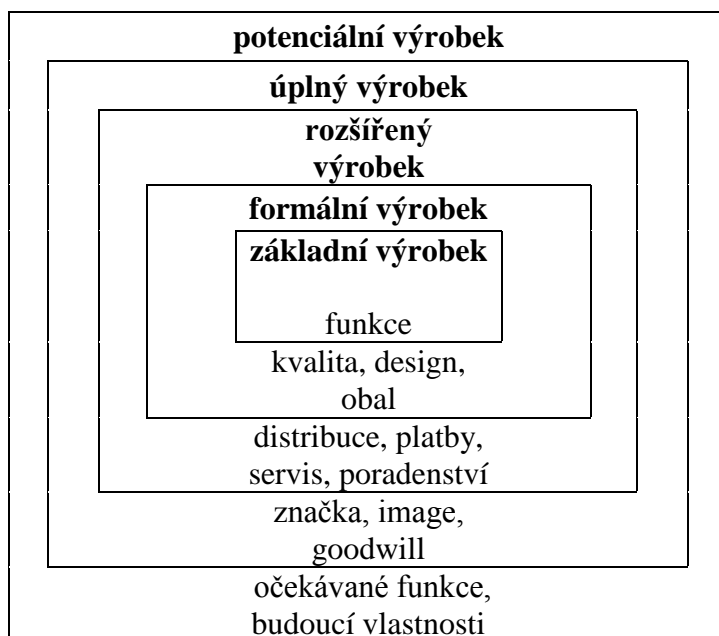 potenciální výrobek
úplný výrobek
rozšířený
výrobek
formální výrobek
základní výrobek
funkce
kvalita, design,
obal
distribuce, platby,
servis, poradenství
značka, image,
goodwill
očekávané funkce,
budoucí vlastnosti